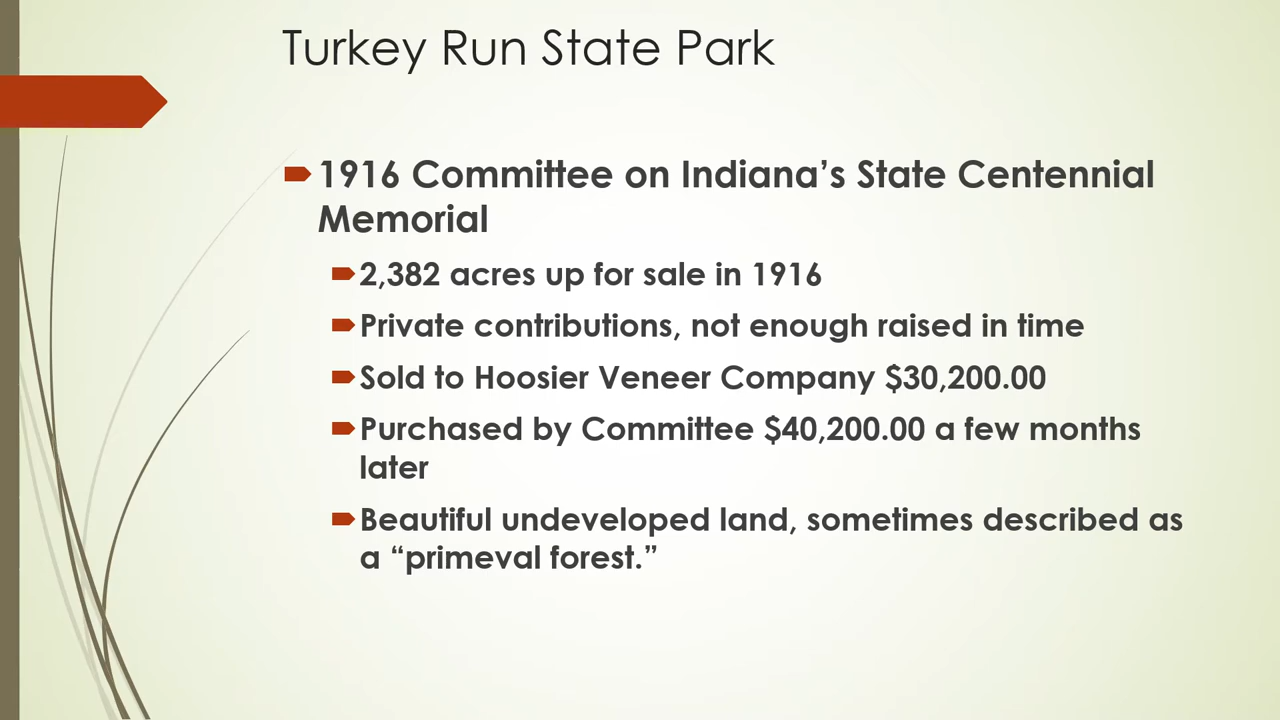 Turkey Run State Park
1916 Committee on Indiana’s State Centennial
Memorial
2,382 acres up for sale in 1916
Private contributions, not enough raised in time
Sold to Hoosier Veneer Company $30,200.00
Purchased by Committee $40,200.00 a few months
later
Beautiful undeveloped land, sometimes described as
a “primeval forest.”